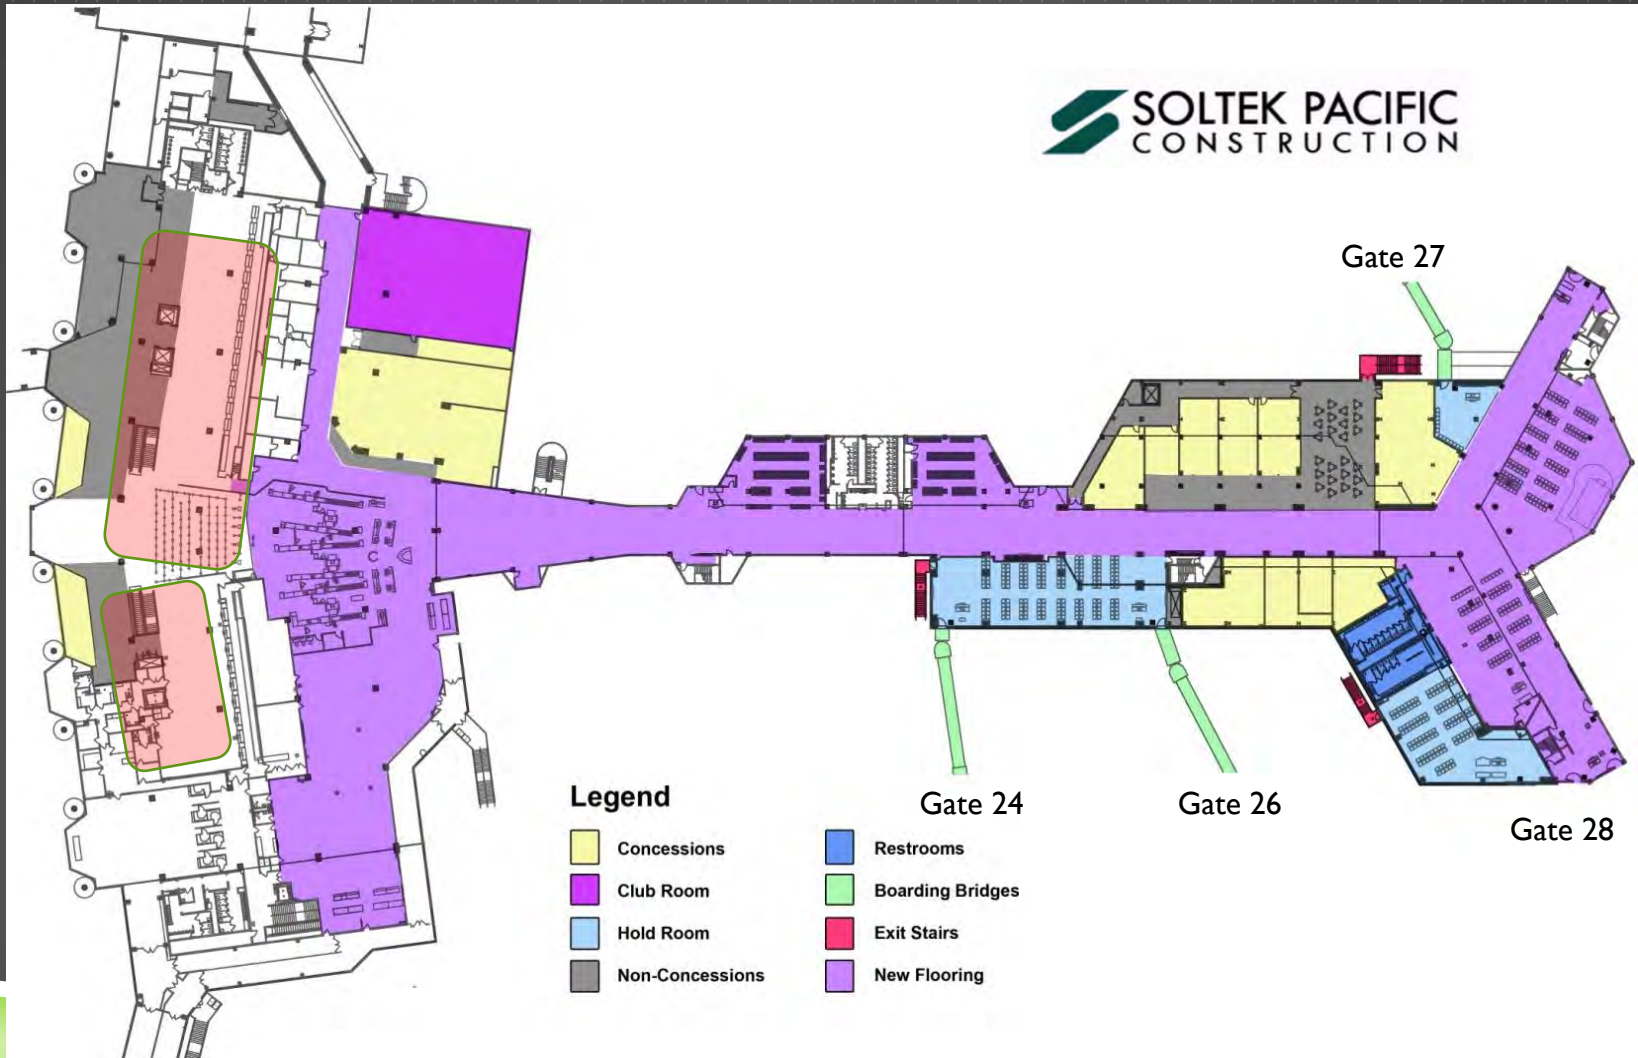 SOLTEK PACIFIC
CONSTRUCTION
Gate 27
C
Gate 24
Gate 26
Gate 28
Legend
Concessions
Club Room
Hold Room
Non-Concessions
Restrooms
Boarding Bridges
Exit Stairs
New Flooring